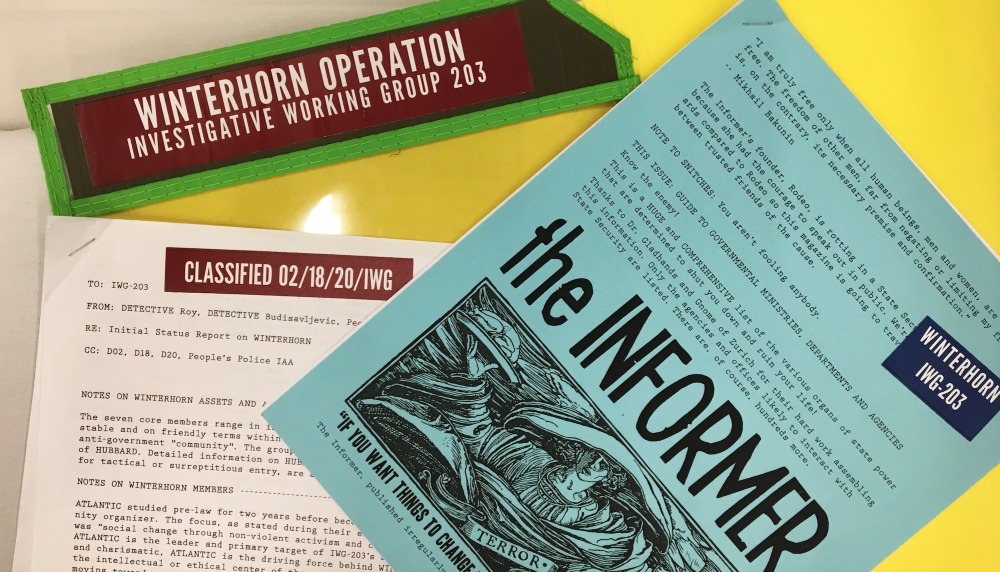 WINTERHORN OPERATION
INVESTIGATIVE WORKING GROUP 203
CLASSIFIED 02/18/20/IWG
TO: IWG-203
FROM: DETECTIVE Roy, DETECTIVE Budisavljevic,
RE: Initial Status Report on WINTERHORN
CC: D02, D18, D20, People's Police IAA
NOTES ON WINTERHORN ASSETS AND
The seven core members range in
stable and on friendly terms within
anti-government "community". The
of HUBBARD. Detailed information on
for tactical or surreptitious entry, are
NOTES ON WINTERHORN MEMBERS
ATLANTIC studied pre-law for two years before
nity organizer. The focus, as stated during their
was "social change through non-violent activism and
ATLANTIC is the leader and primary target of IWG-203's
and charismatic, ATLANTIC is the driving force behind
the intellectual or ethical center of
moving
"I am truly free only when all human beings, men and women, are
free. The freedom of other men, far from negating or limiting my
is, on the contrary, its necessary premise and confirmation."
-- Mikhail Bakunin
The Informer's founder, Rodeo, is rotting in a State
because she had the courage to speak out in public.
ards compared to Rodeo so this magazine is going to
between trusted friends of the cause.
NOTE TO SNITCHES: You aren't fooling anybody.
THIS ISSUE: GUIDE TO GOVERNMENTAL MINISTRIES, DEPARTMENTS AND AGENCIES
Know the enemy!
This is a HUGE and COMPREHENSIVE list of the various organs of state power
that are determined to shut you down and ruin your life!
Thanks to Dr. Gladhands and Gnome of Zurich for their hard work assembling
this information. Only the agencies and offices likely to interact with
State Security are listed. There are, of course, hundreds more.
WINTERHORN
IWG-203
the INFORMER
TERROR
"IF YOU WANT THINGS TO CHANGE
The Informer, published irregularly